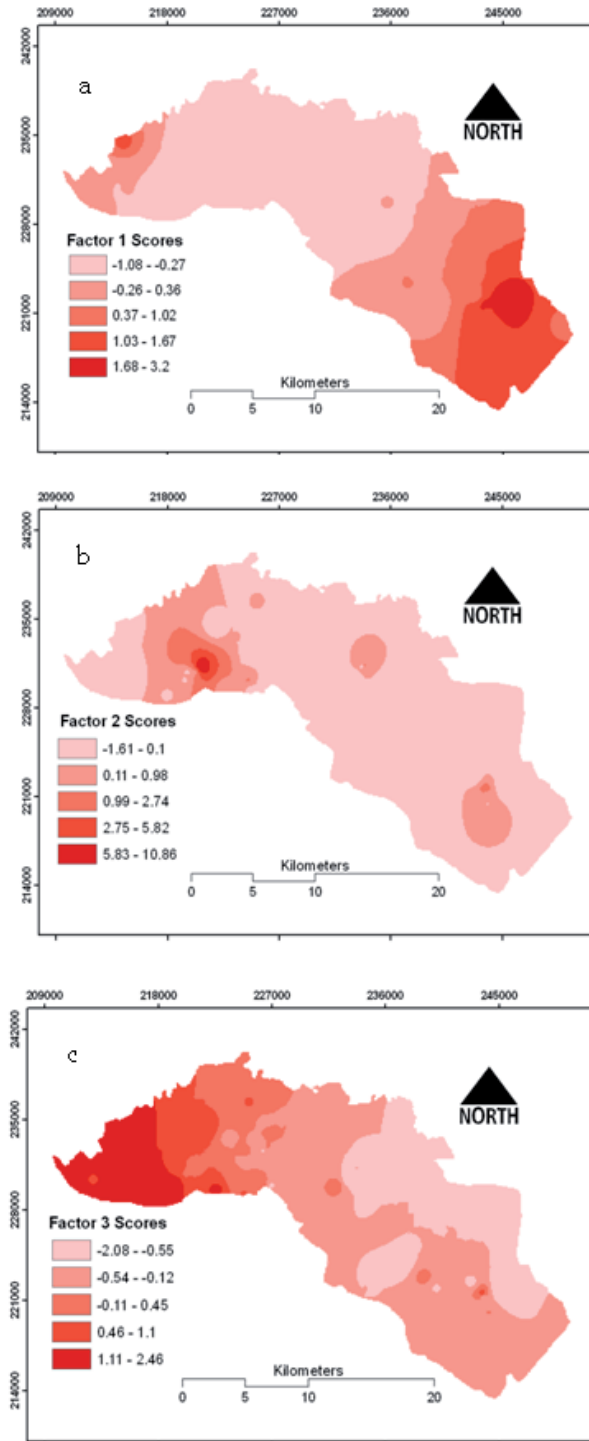 209000 218000 227000 236000 245000
242000
a
235000
NORTH
228000
Factor 1 Scores
-1.08 - -0.27
-0.26 - 0.36
0.37 - 1.02
221000
1.03 - 1.67
1.68 - 3.2
Kilometers
214000
0 5 10 20
209000 218000 227000 236000 245000
242000
b
235000
NORTH
228000
Factor 2 Scores
-1.61 - 0.1
0.11 - 0.98
221000
0.99 - 2.74
2.75 - 5.82
5.83 - 10.86
Kilometers
214000
0 5 10 20
209000 218000 227000 236000 245000
242000
c
235000
NORTH
228000
Factor 3 Scores
-2.08 - -0.55
-0.54 - -0.12
221000
-0.11 - 0.45
0.46 - 1.1
1.11 - 2.46
Kilometers
214000
0 5 10 20